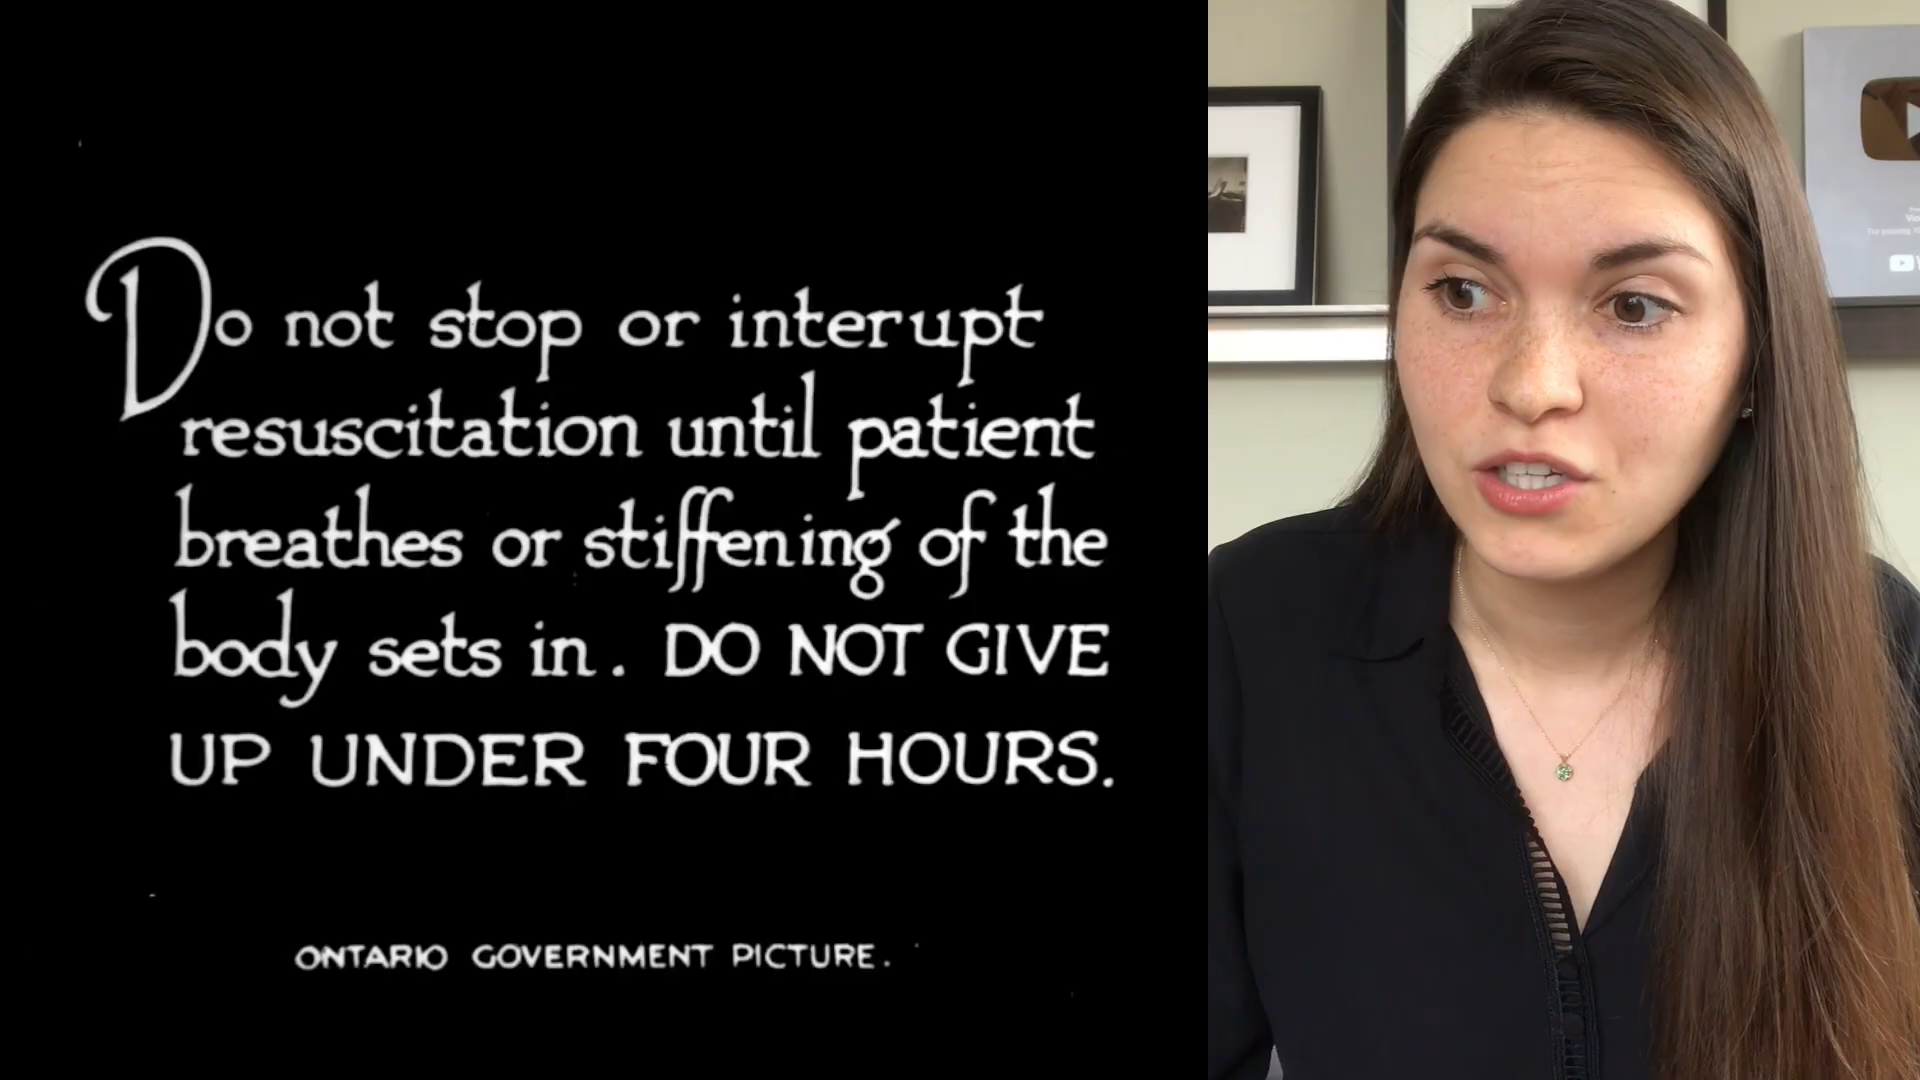 Do not stop or interupt
resuscitation until patient
breathes or stiffening of the
body sets in. DO NOT GIVE
UP UNDER FOUR HOURS.
ONTARIO GOVERNMENT PICTURE.